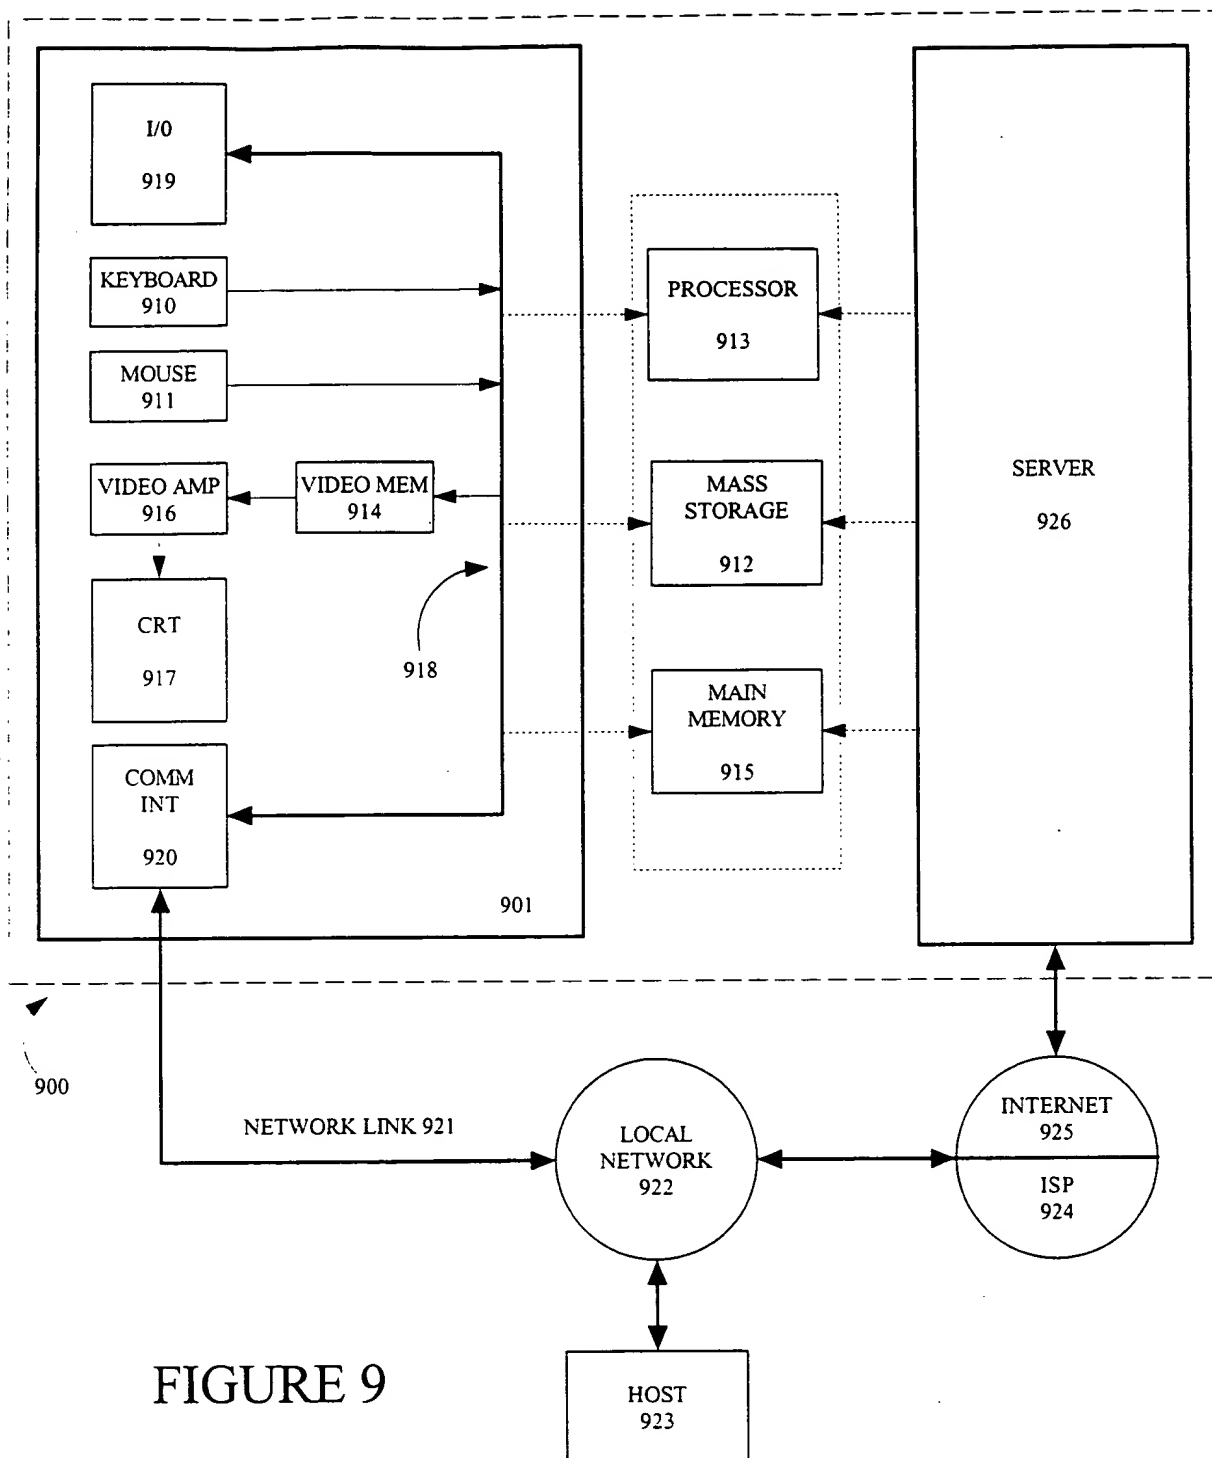 I/0
919
KEYBOARD
910
MOUSE
911
VIDEO AMP
916
VIDEO MEM
914
CRT
917
918
COMM
INT
920
901
PROCESSOR
913
MASS
STORAGE
912
MAIN
MEMORY
915
SERVER
926
900
NETWORK LINK 921
LOCAL
NETWORK
922
INTERNET
925
ISP
924
HOST
923
FIGURE 9